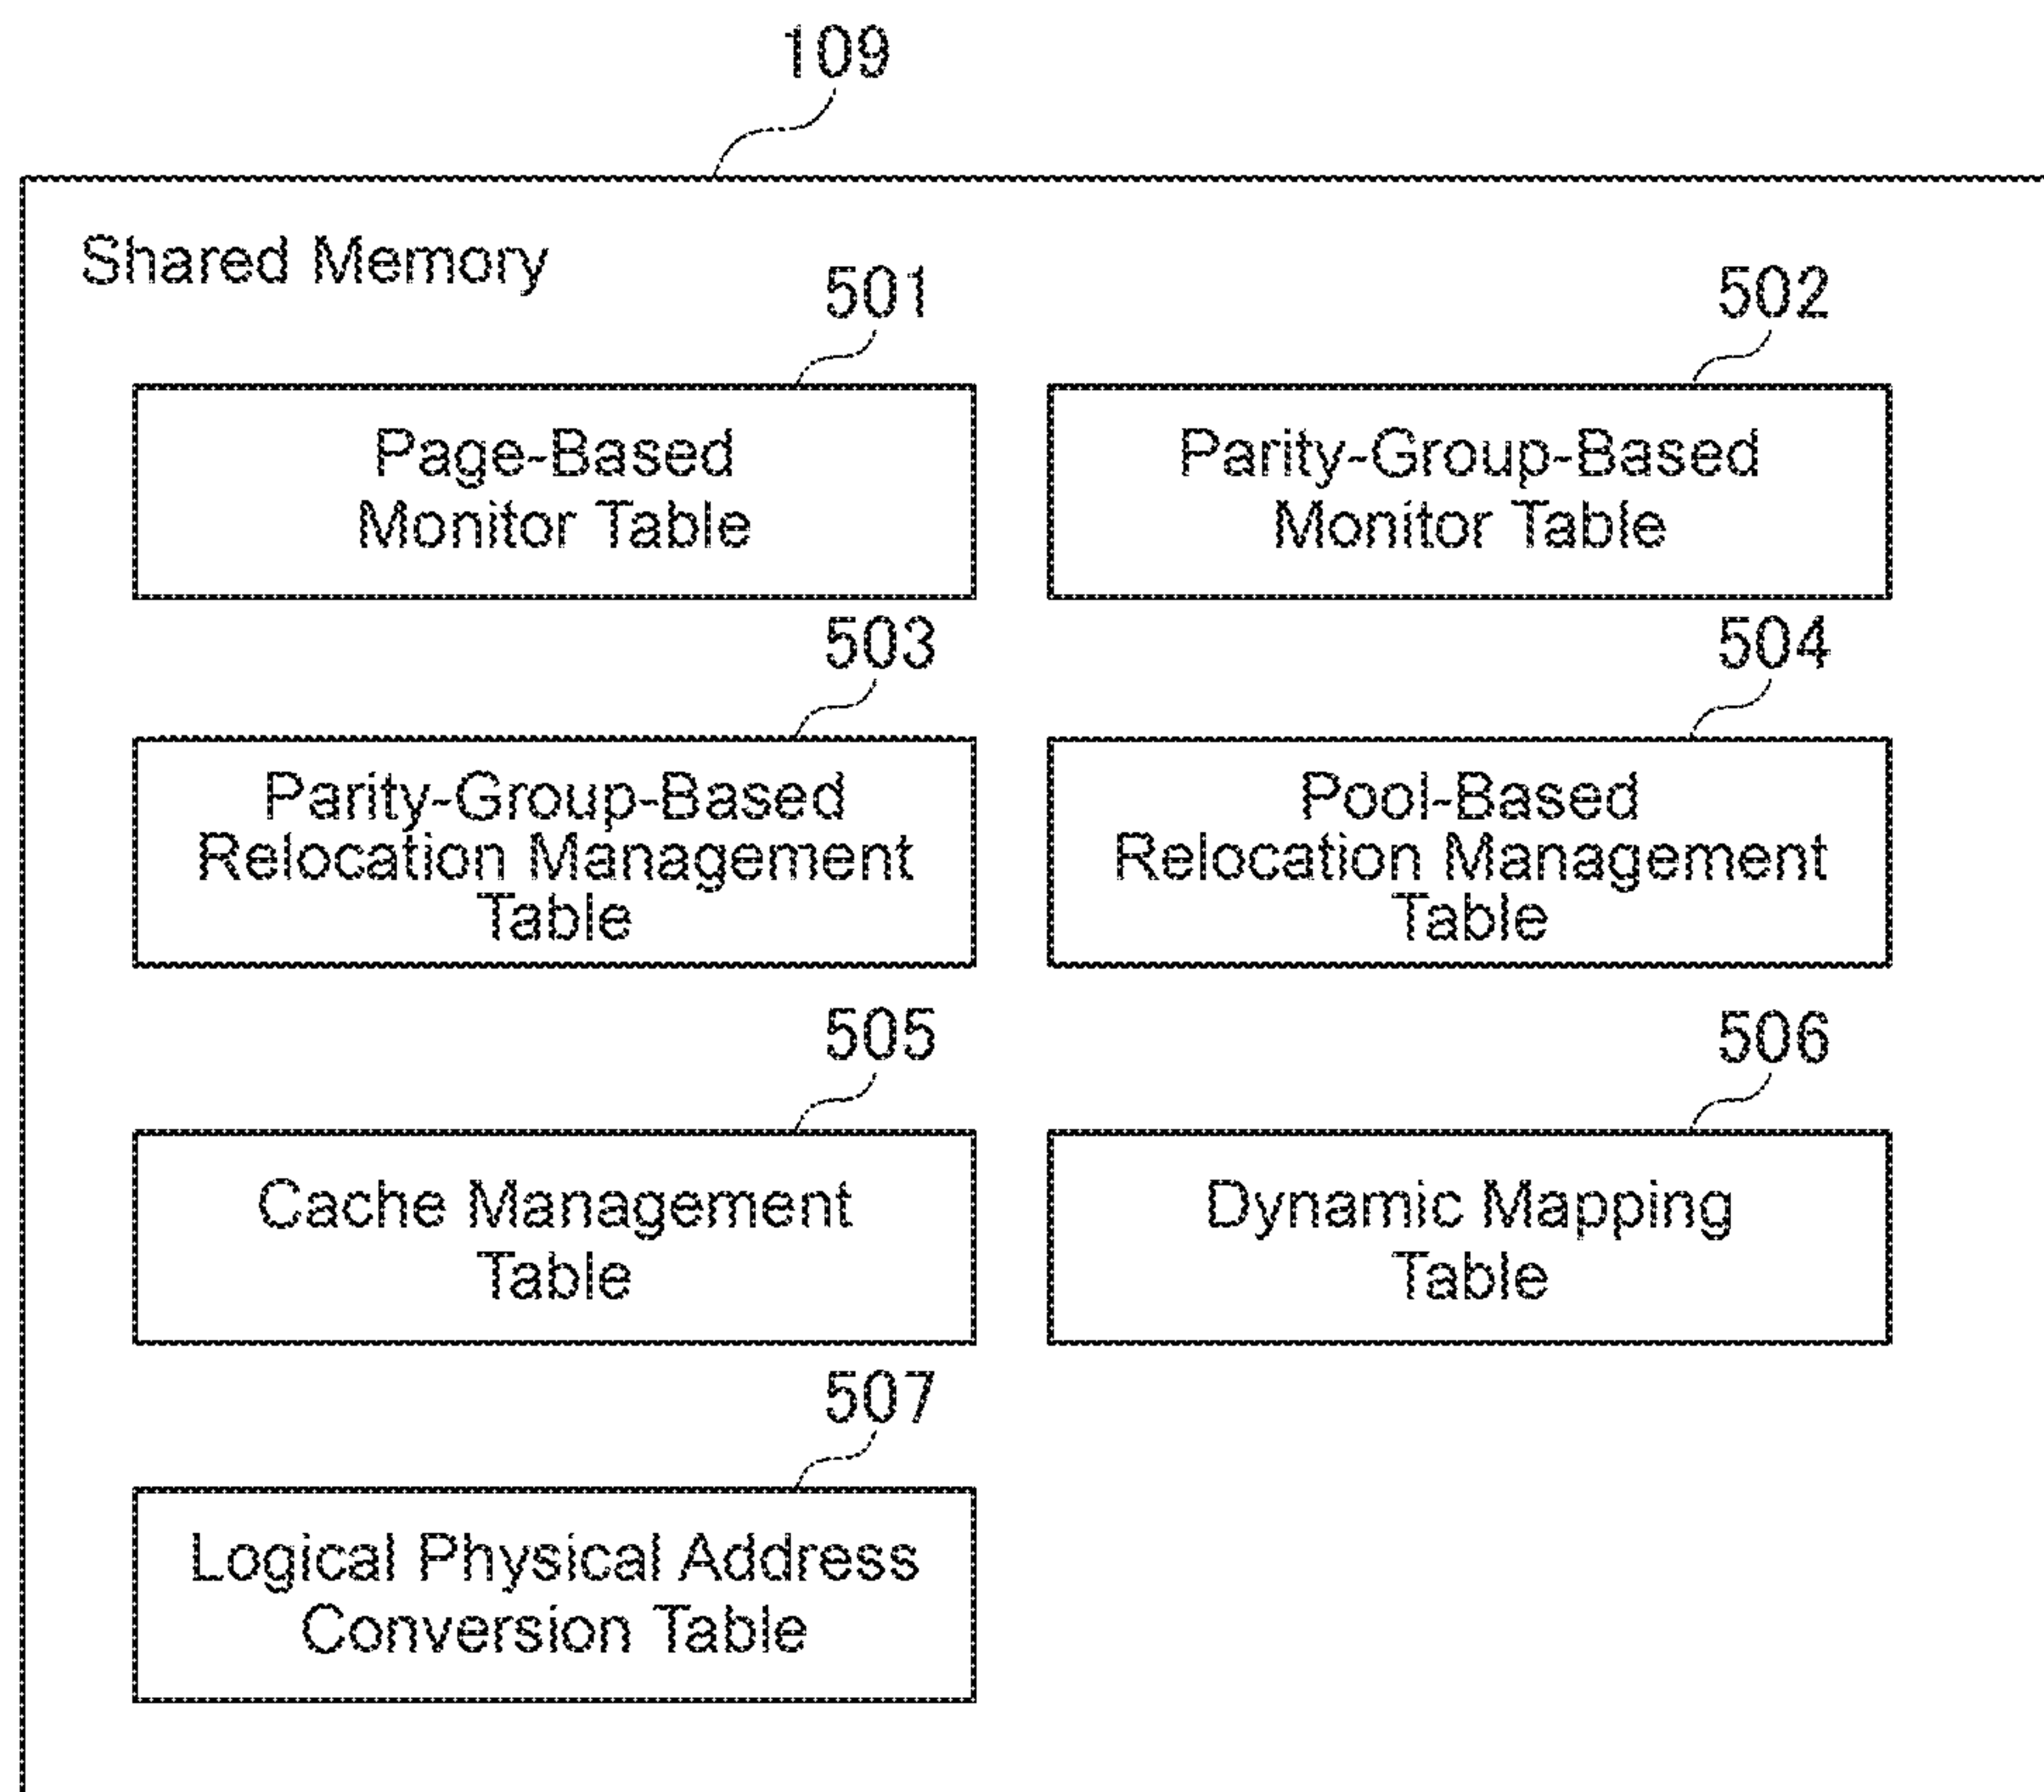 109
Shared Memory
501
502
Page-Based
Monitor Table
Parity-Group-Based
Monitor Table
503
504
Parity-Group-Based
Relocation Management
Table
Pool-Based
Relocation Management
Table
505
506
Cache Management
Table
Dynamic Mapping
Table
507
Logical Physical Address
Conversion Table